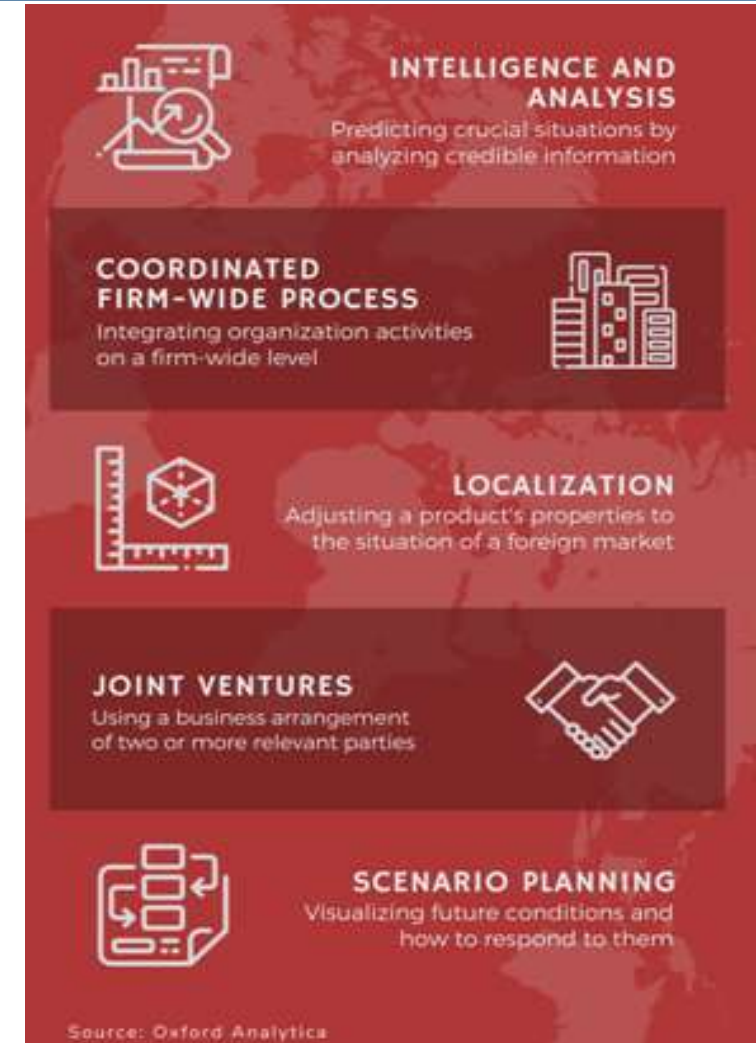 INTELLIGENCE AND
ANALYSIS
Predicting crucial situations by
analyzing credible information
COORDINATED
FIRM-WIDE PROCESS
Integrating organization activities
on a firm-wide level
LOCALIZATION
Adjusting a product's properties to
the situation of a foreign market
JOINT VENTURES
Using a business arrangement
of two or more relevant parties
SCENARIO PLANNING
Visualizing future conditions and
how to respond to them
Source: Oxford Analytica